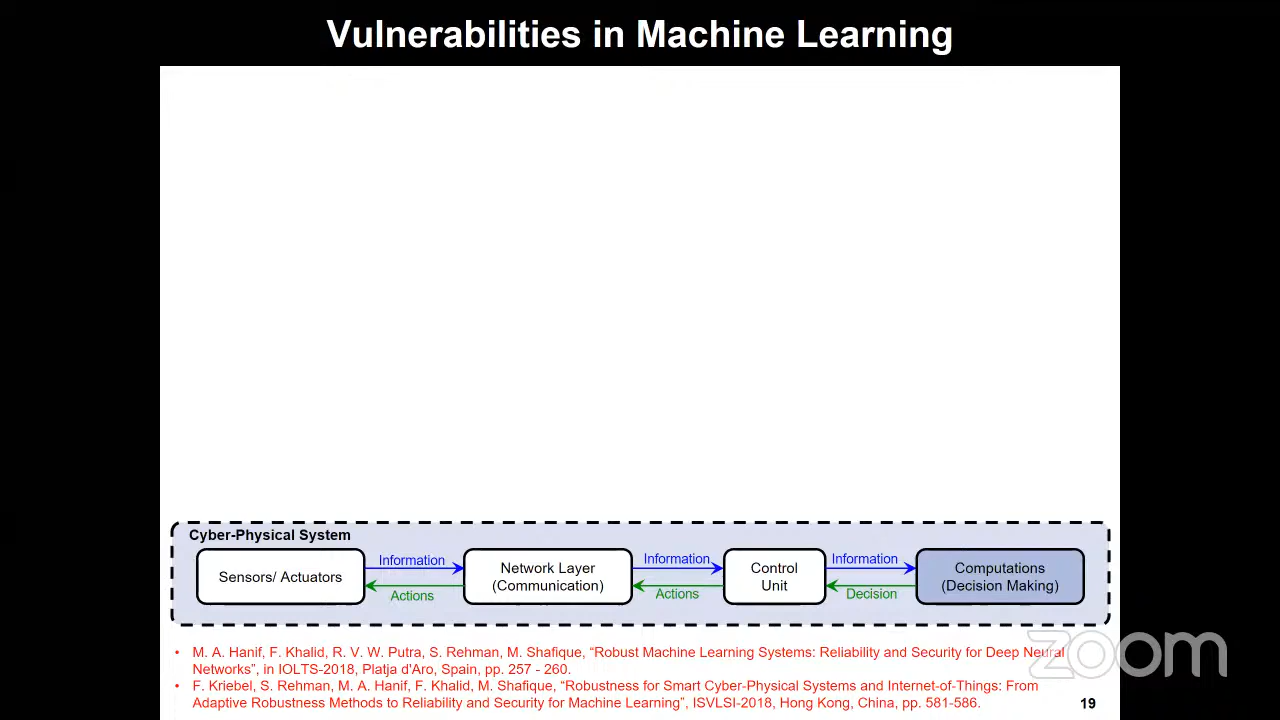 Vulnerabilities in Machine Learning
Cyber-Physical System
Sensors/ Actuators
Information
Actions
Network Layer
(Communication)
Information
Actions
Control
Unit
Information
Decision
Computations
(Decision Making)
• M. A. Hanif, F. Khalid, R. V. W. Putra, S. Rehman, M. Shafique, “Robust Machine Learning Systems: Reliability and Security for Deep Neural
Networks”, in IOLTS-2018, Platja d'Aro, Spain, pp. 257 - 260.
• F. Kriebel, S. Rehman, M. A. Hanif, F. Khalid, M. Shafique, “Robustness for Smart Cyber-Physical Systems and Internet-of-Things: From
Adaptive Robustness Methods to Reliability and Security for Machine Learning”, ISVLSI-2018, Hong Kong, China, pp. 581-586.
19
zoom